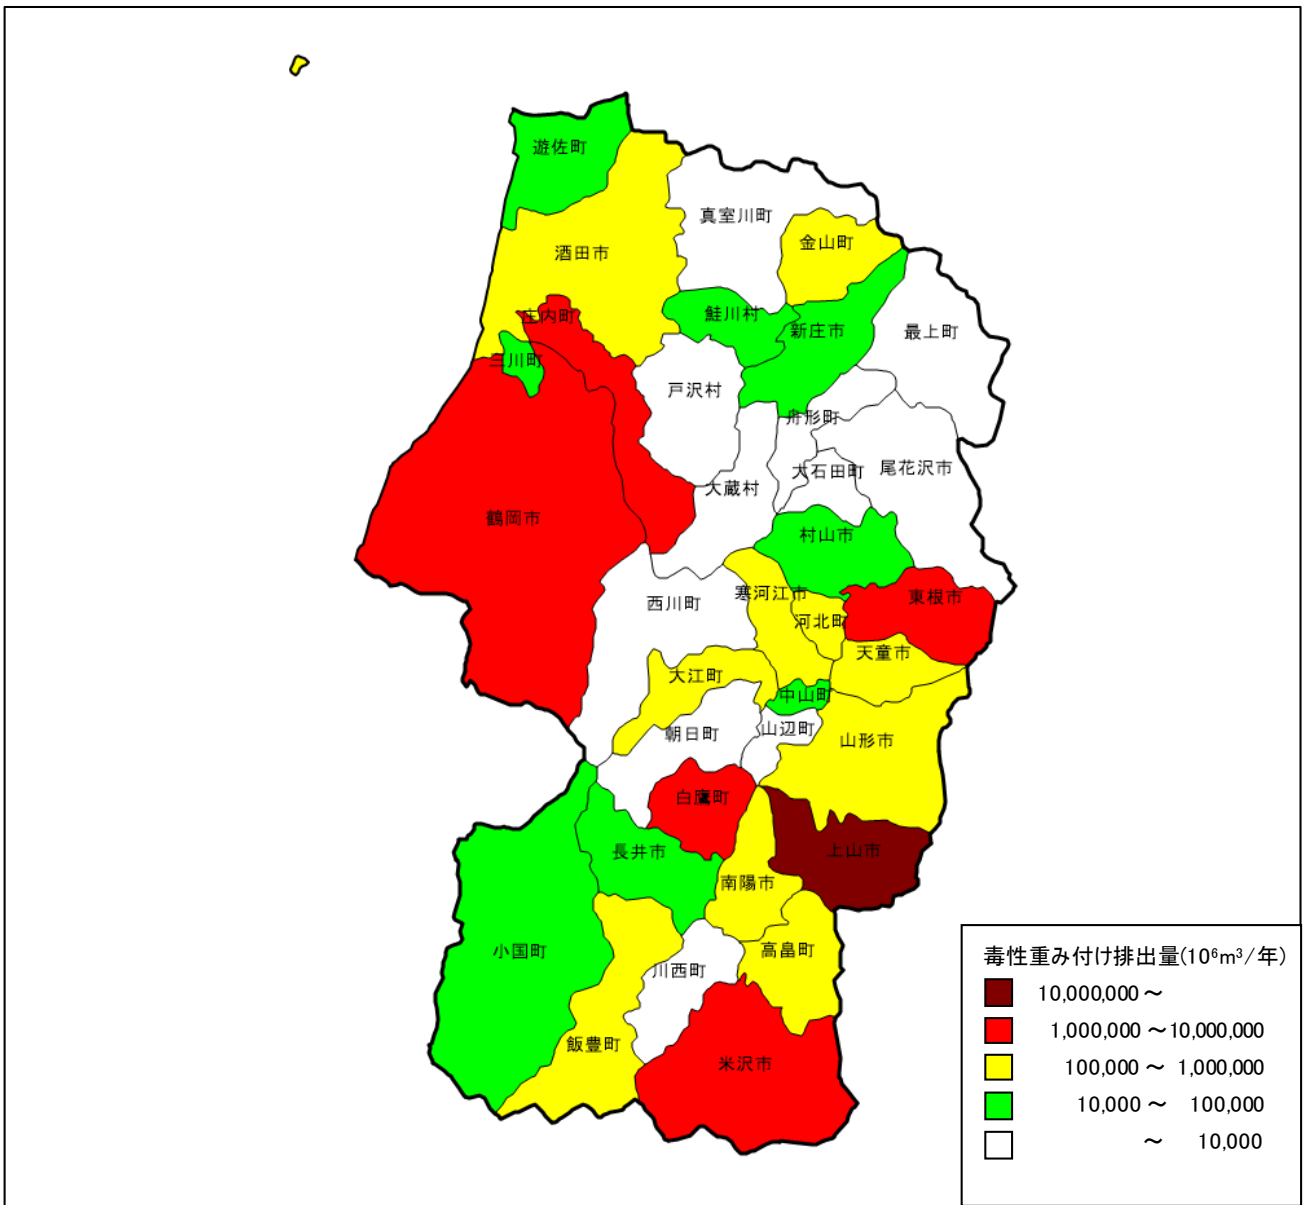 遊佐町
真室川町
金山町
酒田市
鮭川村
庄内町
新庄市
最上町
三川町
戸沢村
舟形町
大石田町
尾花沢市
大蔵村
鶴岡市
村山市
寒河江市
東根市
西川町
河北町
天童市
大江町
中山町
朝日町
山辺町
山形市
白鷹町
長井市
上山市
南陽市
小国町
高畠町
川西町
飯豊町
米沢市
毒性重み付け排出量(10⁶m³/年)
10,000,000～
1,000,000～10,000,000
100,000～ 1,000,000
10,000～ 100,000
～ 10,000